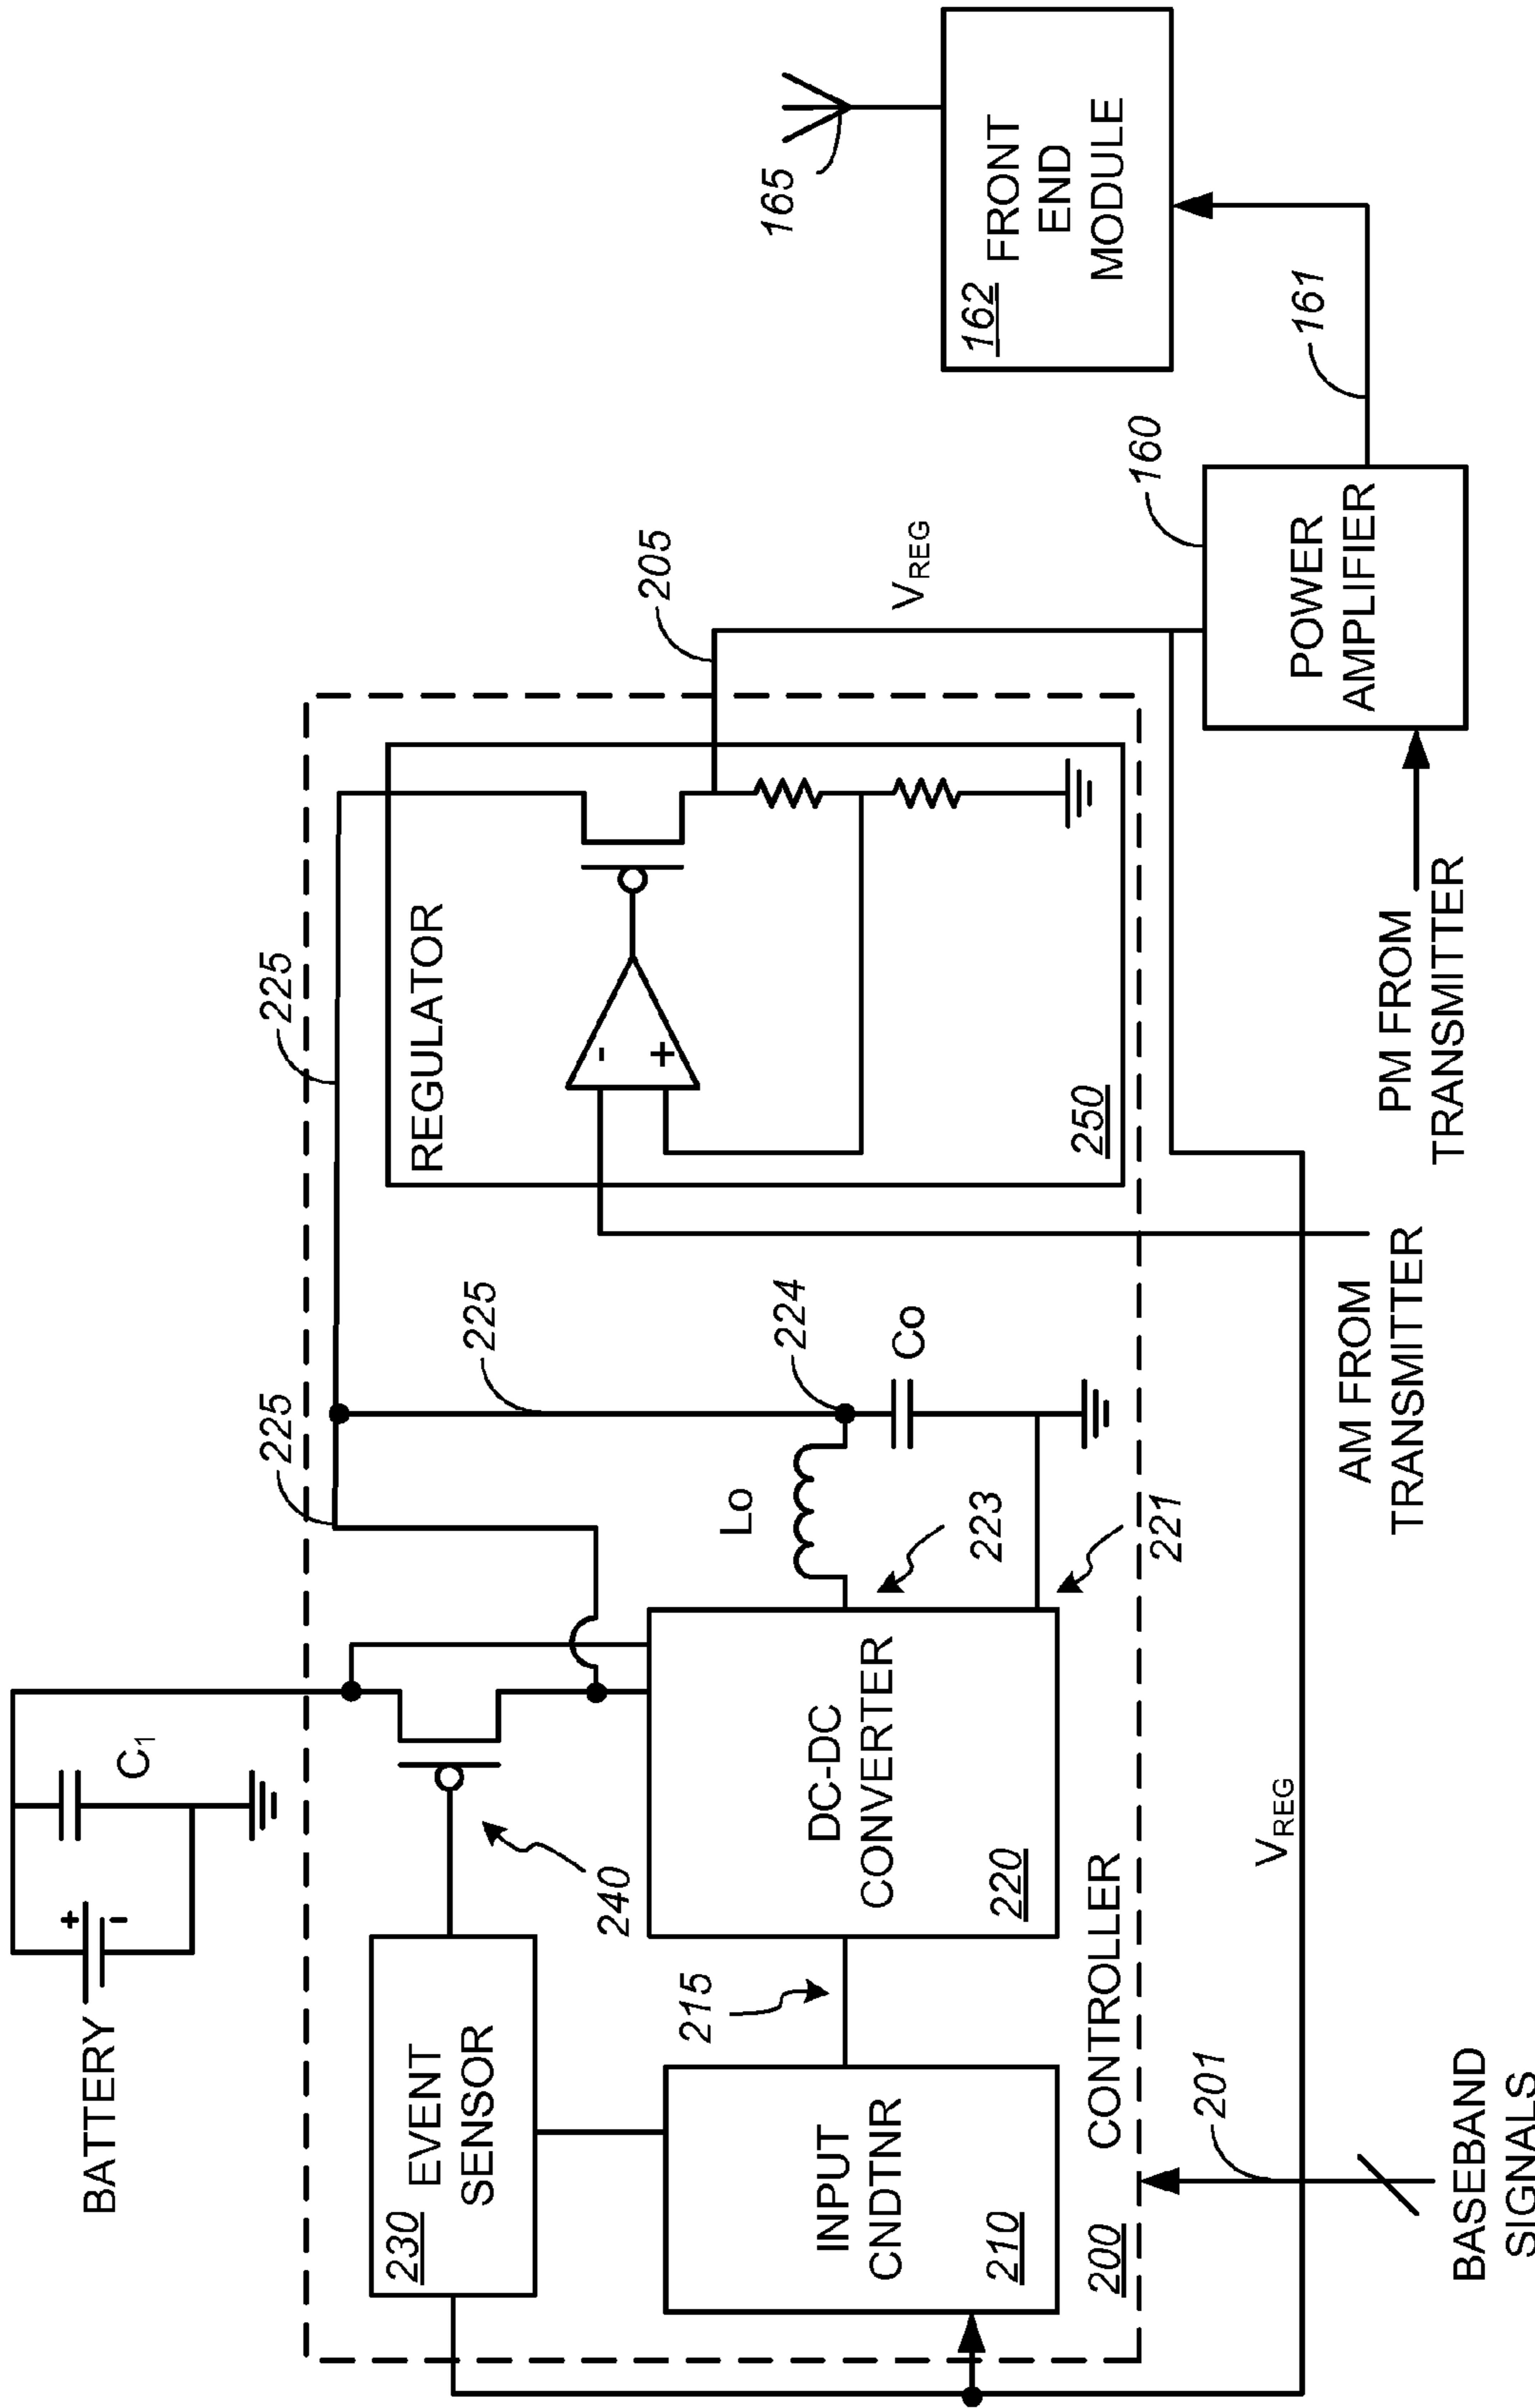 BATTERY
+
-
C1
225
225
225
165
162
FRONT
END
MODULE
161
230
EVENT
SENSOR
240
REGULATOR
-
+
250
205
VREG
Lo
224
Co
223
221
215
220
DC-DC
CONVERTER
210
INPUT
CNDTNR
200
CONTROLLER
160
POWER
AMPLIFIER
201
VREG
BASEBAND
SIGNALS
AM FROM
TRANSMITTER
PM FROM
TRANSMITTER